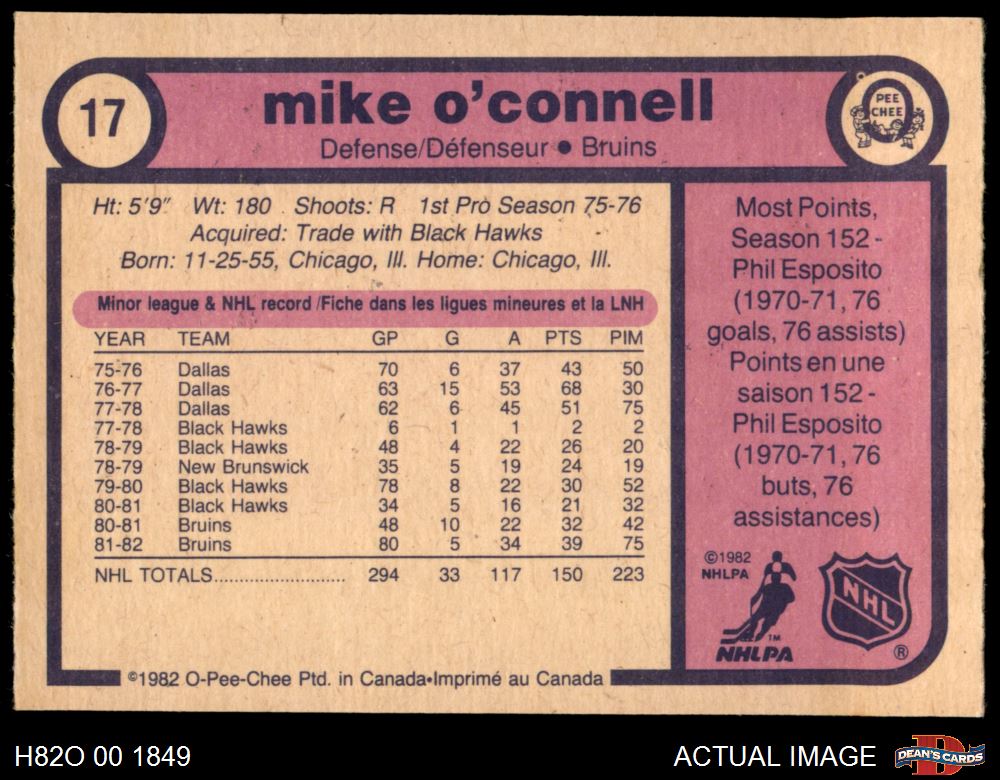 17
mike o'connell
Defense/Défenseur • Bruins
PEE
CHEE
Ht: 5'9" Wt: 180 Shoots: R 1st Pro Season 75-76
Acquired: Trade with Black Hawks
Born: 11-25-55, Chicago, Ill. Home: Chicago, Ill.
Minor league & NHL record /Fiche dans les ligues mineures et la LNH
YEAR TEAM GP G A PTS PIM
75-76 Dallas 70 6 37 43 50
76-77 Dallas 63 15 53 68 30
77-78 Dallas 62 6 45 51 75
77-78 Black Hawks 6 1 1 2 2
78-79 Black Hawks 48 4 22 26 20
78-79 New Brunswick 35 5 19 24 19
79-80 Black Hawks 78 8 22 30 52
80-81 Black Hawks 34 5 16 21 32
80-81 Bruins 48 10 22 32 42
81-82 Bruins 80 5 34 39 75
NHL TOTALS........................ 294 33 117 150 223
©1982 O-Pee-Chee Ptd. in Canada•Imprimé au Canada
Most Points,
Season 152 -
Phil Esposito
(1970-71, 76
goals, 76 assists)
Points en une
saison 152 -
Phil Esposito
(1970-71, 76
buts, 76
assistances)
©1982
NHLPA
TM
NHLPA
NHL
®
H82O 00 1849
ACTUAL IMAGE
D
DEAN'S CARDS